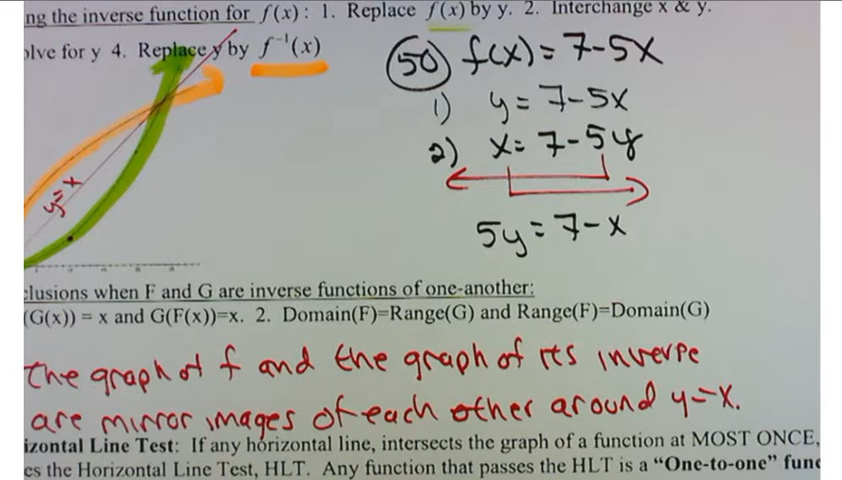 ng the inverse function for f(x): 1. Replace f(x) by y. 2. Interchange x & y.
olve for y 4. Replace y by f⁻¹(x)
50 f(x) = 7-5x
1) y = 7-5x
2) x = 7-5y
5y = 7-x
y=x
clusions when F and G are inverse functions of one-another:
(G(x)) = x and G(F(x))=x. 2. Domain(F)=Range(G) and Range(F)=Domain(G)
the graph of f and the graph of its inverse
are mirror images of each other around y=x.
izontal Line Test: If any horizontal line, intersects the graph of a function at MOST ONCE,
es the Horizontal Line Test, HLT. Any function that passes the HLT is a “One-to-one” func